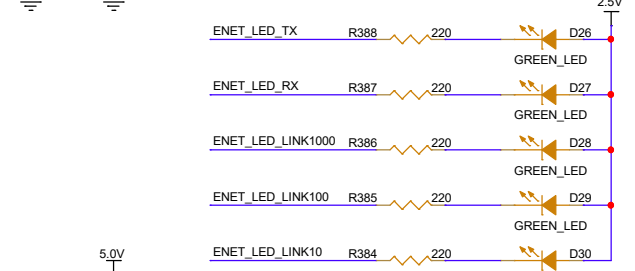 2.5V
ENET_LED_TX R388 220 D26
GREEN_LED
ENET_LED_RX R387 220 D27
GREEN_LED
ENET_LED_LINK1000 R386 220 D28
GREEN_LED
ENET_LED_LINK100 R385 220 D29
GREEN_LED
5.0V
ENET_LED_LINK10 R384 220 D30